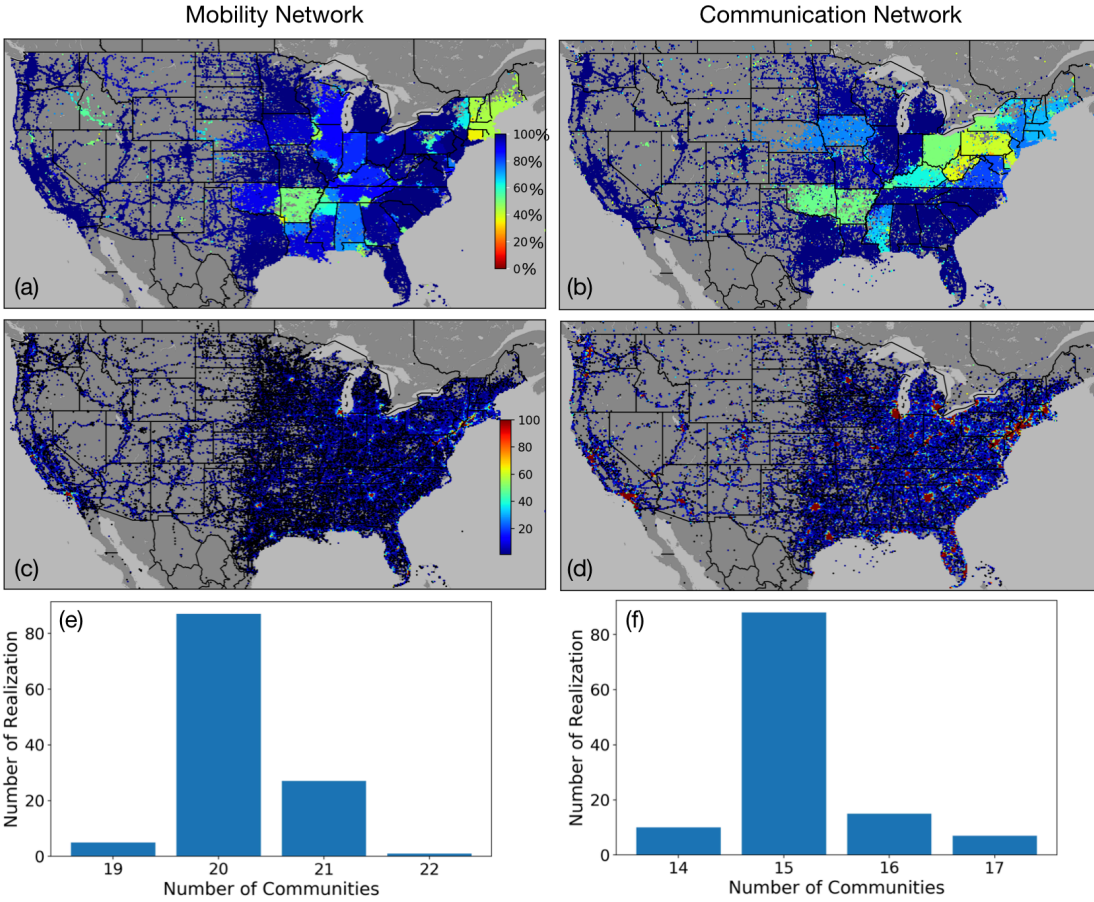 Mobility Network
Communication Network
100%
80%
60%
40%
20%
0%
(a)
(b)
100
80
60
40
20
(c)
(d)
(e)
80
60
40
20
0
Number of Realization
19 20 21 22
Number of Communities
(f)
80
60
40
20
0
Number of Realization
14 15 16 17
Number of Communities